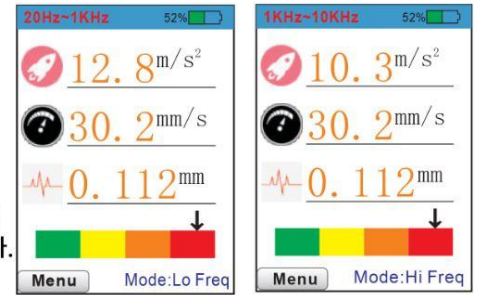 20Hz~1KHz 52%
12.8m/s²
30.2mm/s
0.112mm
Menu Mode:Lo Freq
1KHz~10KHz 52%
10.3m/s²
30.2mm/s
0.112mm
Menu Mode:Hi Freq